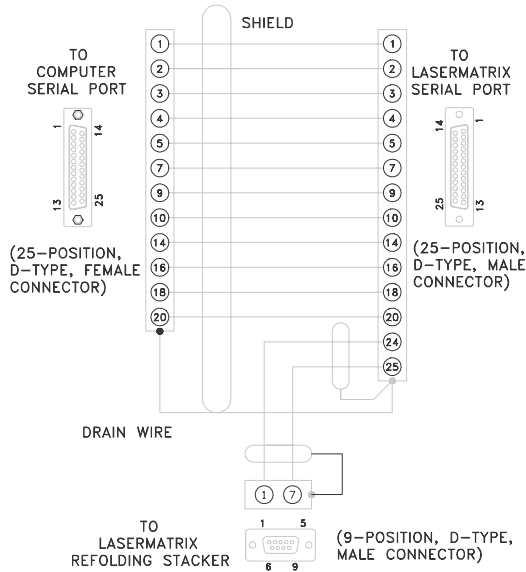 SHIELD
TO
COMPUTER
SERIAL PORT
1
14
13
25
(25-POSITION,
D-TYPE, FEMALE
CONNECTOR)
1
2
3
4
5
7
9
10
14
16
18
20
1
2
3
4
5
7
9
10
14
16
18
20
24
25
TO
LASERMATRIX
SERIAL PORT
14
1
25
13
(25-POSITION,
D-TYPE, MALE
CONNECTOR)
DRAIN WIRE
1 7
TO
LASERMATRIX
REFOLDING STACKER
1 5
6 9
(9-POSITION, D-TYPE,
MALE CONNECTOR)